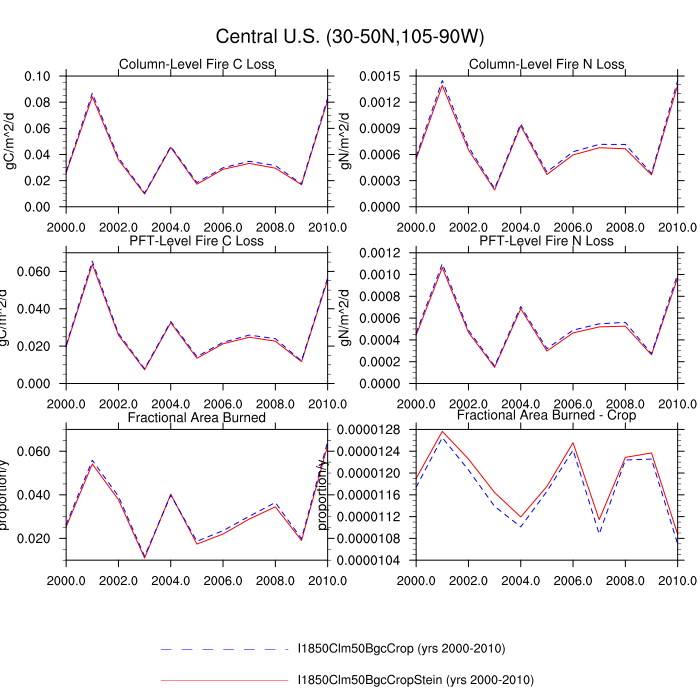 Central U.S. (30-50N,105-90W)
Column-Level Fire C Loss
gC/m^2/d
0.10
0.08
0.06
0.04
0.02
0.00
2000.0 2002.0 2004.0 2006.0 2008.0 2010.0
Column-Level Fire N Loss
gN/m^2/d
0.0015
0.0012
0.0009
0.0006
0.0003
0.0000
2000.0 2002.0 2004.0 2006.0 2008.0 2010.0
PFT-Level Fire C Loss
gC/m^2/d
0.060
0.040
0.020
0.000
2000.0 2002.0 2004.0 2006.0 2008.0 2010.0
PFT-Level Fire N Loss
gN/m^2/d
0.0012
0.0010
0.0008
0.0006
0.0004
0.0002
0.0000
2000.0 2002.0 2004.0 2006.0 2008.0 2010.0
Fractional Area Burned
proportion/y
0.060
0.040
0.020
2000.0 2002.0 2004.0 2006.0 2008.0 2010.0
Fractional Area Burned - Crop
proportion/y
0.0000128
0.0000124
0.0000120
0.0000116
0.0000112
0.0000108
0.0000104
2000.0 2002.0 2004.0 2006.0 2008.0 2010.0
I1850Clm50BgcCrop (yrs 2000-2010)
I1850Clm50BgcCropStein (yrs 2000-2010)